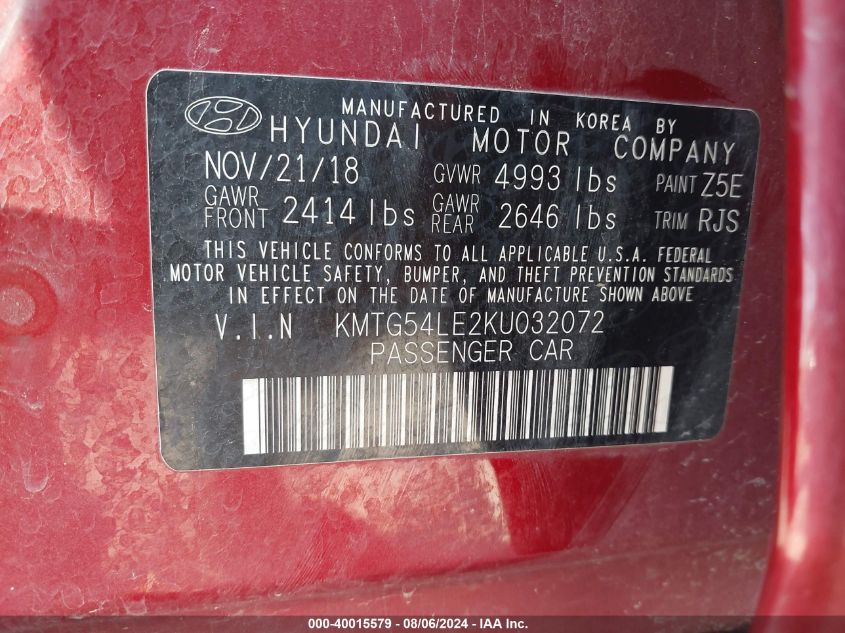 MANUFACTURED IN KOREA BY
HYUNDAI MOTOR COMPANY
NOV/21/18 GVWR 4993 lbs PAINT Z5E
GAWR FRONT 2414 lbs GAWR REAR 2646 lbs TRIM RJS
THIS VEHICLE CONFORMS TO ALL APPLICABLE U.S.A. FEDERAL
MOTOR VEHICLE SAFETY, BUMPER, AND THEFT PREVENTION STANDARDS
IN EFFECT ON THE DATE OF MANUFACTURE SHOWN ABOVE
V.I.N KMTG54LE2KU032072
PASSENGER CAR
000-40015579 - 08/06/2024 - IAA Inc.